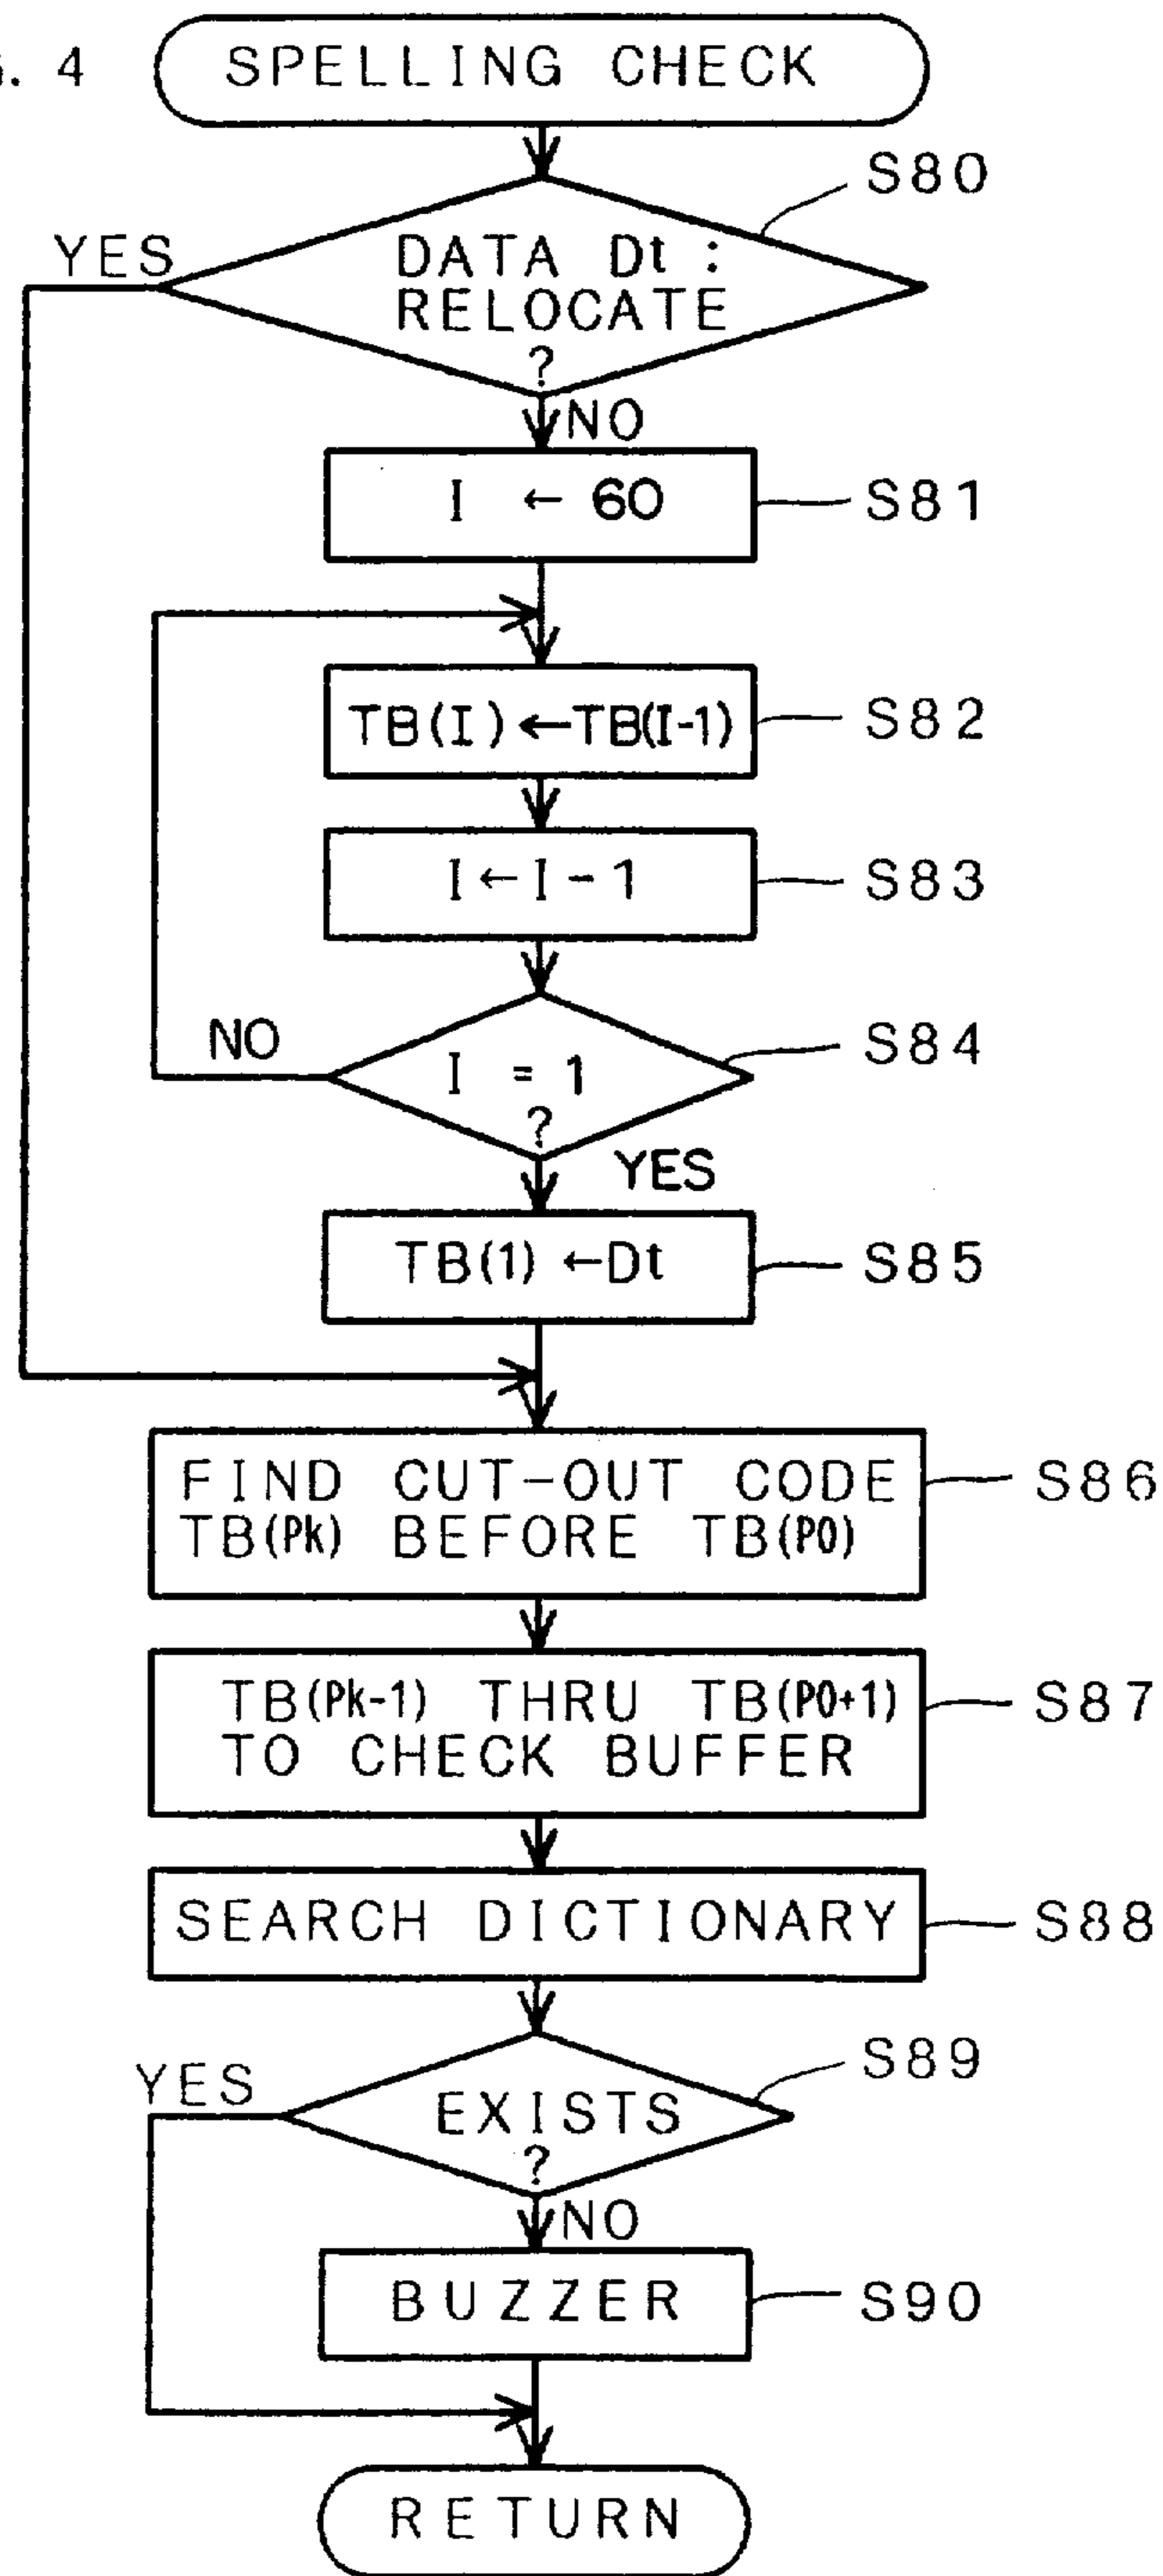 . 4
SPELLING CHECK
S80
YES
DATA Dt :
RELOCATE
?
NO
I ← 60
S81
TB(I)←TB(I-1)
S82
I←I-1
S83
NO
S84
I = 1
?
YES
TB(1)←Dt
S85
FIND CUT-OUT CODE
TB(Pk) BEFORE TB(P0)
S86
TB(Pk-1) THRU TB(P0+1)
TO CHECK BUFFER
S87
SEARCH DICTIONARY
S88
S89
YES
EXISTS
?
NO
BUZZER
S90
RETURN